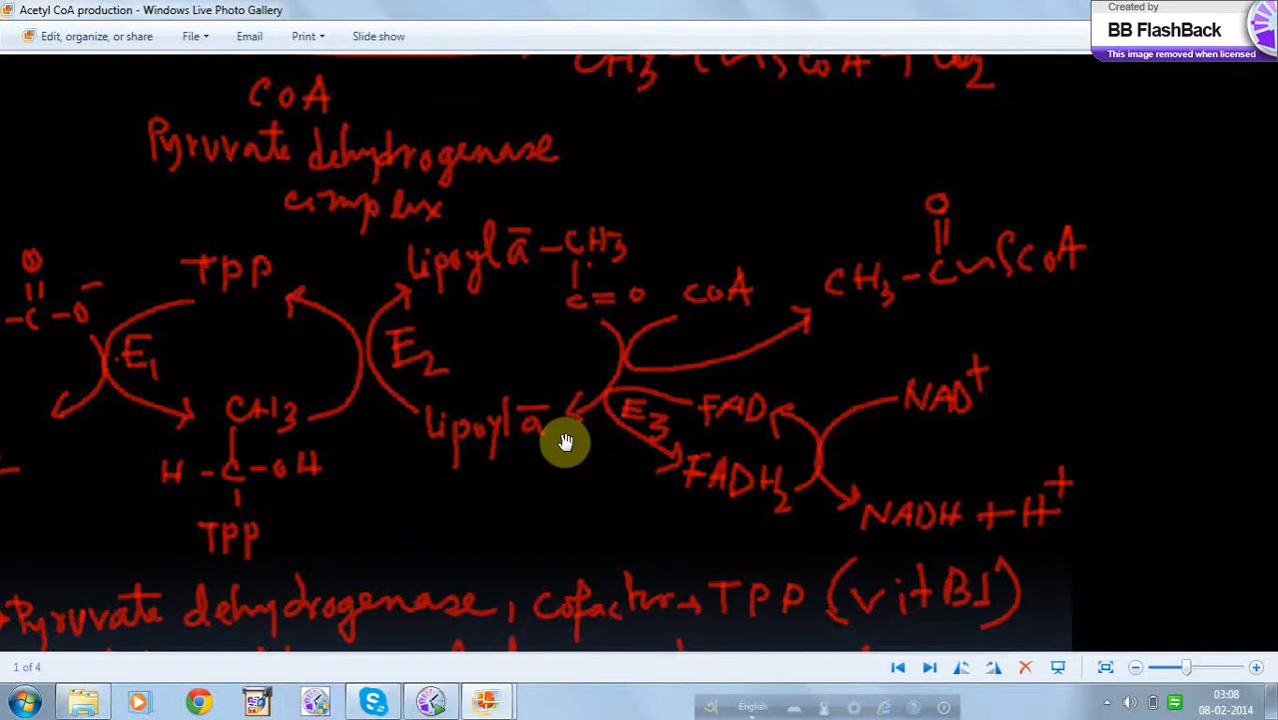 Acetyl CoA production - Windows Live Photo Gallery
Created by
BB FlashBack
This image removed when licensed
Edit, organize, or share File Email Print Slide show
CoA
Pyruvate dehydrogenase
complex
O
TPP
lipoyl a̅ – CH3
C = O
CoA
O
CH3 – C ~ SCoA
– C – O⁻
E1
E2
CH3
H – C – OH
TPP
lipoyl a̅
E3
FAD
FADH2
NAD+
NADH + H+
Pyruvate dehydrogenase, cofactor → TPP (vit B1)
1 of 4
English
03:08
08-02-2014